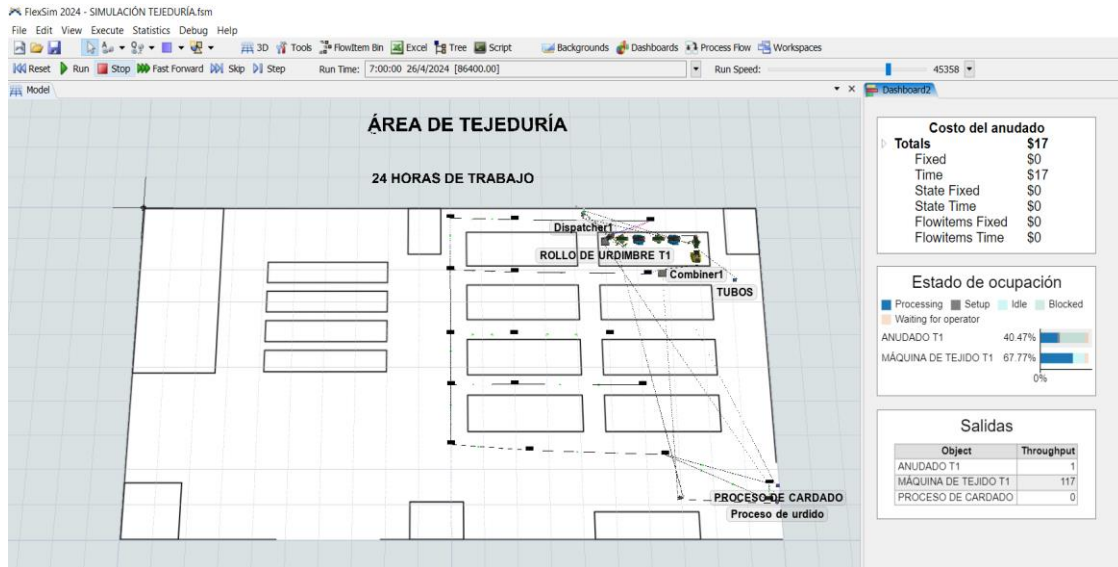 FlexSim 2024 - SIMULACIÓN TEJEDURÍA.fsm
File Edit View Execute Statistics Debug Help
3D Tools FlowItem Bin Excel Tree Script Backgrounds Dashboards Process Flow Workspaces
Reset Run Stop Fast Forward Skip Step Run Time: 7:00:00 26/4/2024 [86400.00] Run Speed: 45358
Model
Dashboard2
ÁREA DE TEJEDURÍA
24 HORAS DE TRABAJO
Dispatcher1
ROLLO DE URDIMBRE T1
Combiner1
TUBOS
PROCESO DE CARDADO
Proceso de urdido
Costo del anudado
Totals $17
Fixed $0
Time $17
State Fixed $0
State Time $0
Flowitems Fixed $0
Flowitems Time $0
Estado de ocupación
Processing Setup Idle Blocked
Waiting for operator
ANUDADO T1 40.47%
MÁQUINA DE TEJIDO T1 67.77%
0%
Salidas
Object Throughput
ANUDADO T1 1
MÁQUINA DE TEJIDO T1 117
PROCESO DE CARDADO 0